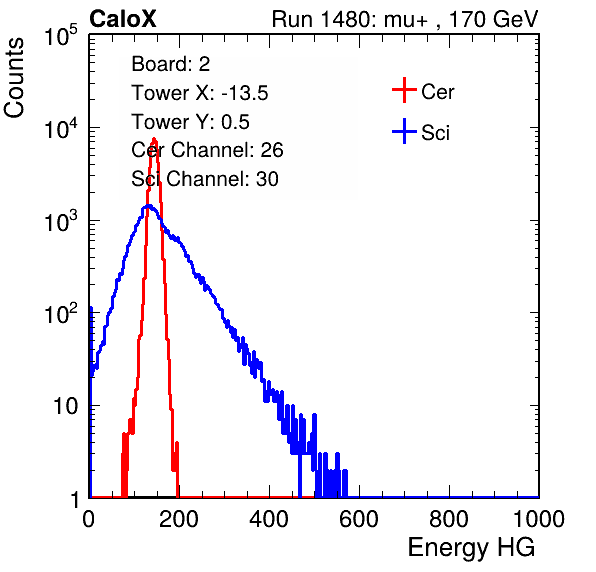 CaloX
Run 1480: mu+ , 170 GeV
Counts
10^5
10^4
10^3
10^2
10
1
Board: 2
Tower X: -13.5
Tower Y: 0.5
Cer Channel: 26
Sci Channel: 30
Cer
Sci
0 200 400 600 800 1000
Energy HG